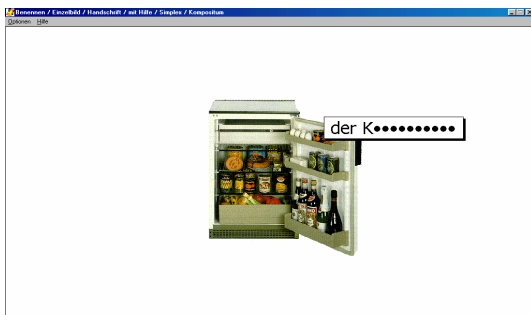 Benennen / Einzelbild / Handschrift / mit Hilfe / Simplex / Kompositum
Optionen Hilfe
der K●●●●●●●●●●